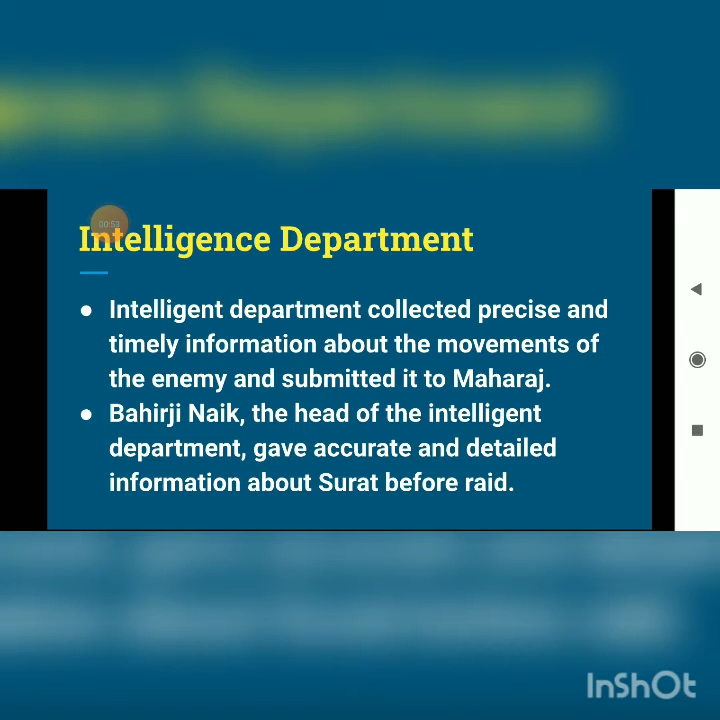 00:53
Intelligence Department
● Intelligent department collected precise and
timely information about the movements of
the enemy and submitted it to Maharaj.
● Bahirji Naik, the head of the intelligent
department, gave accurate and detailed
information about Surat before raid.
InShOt